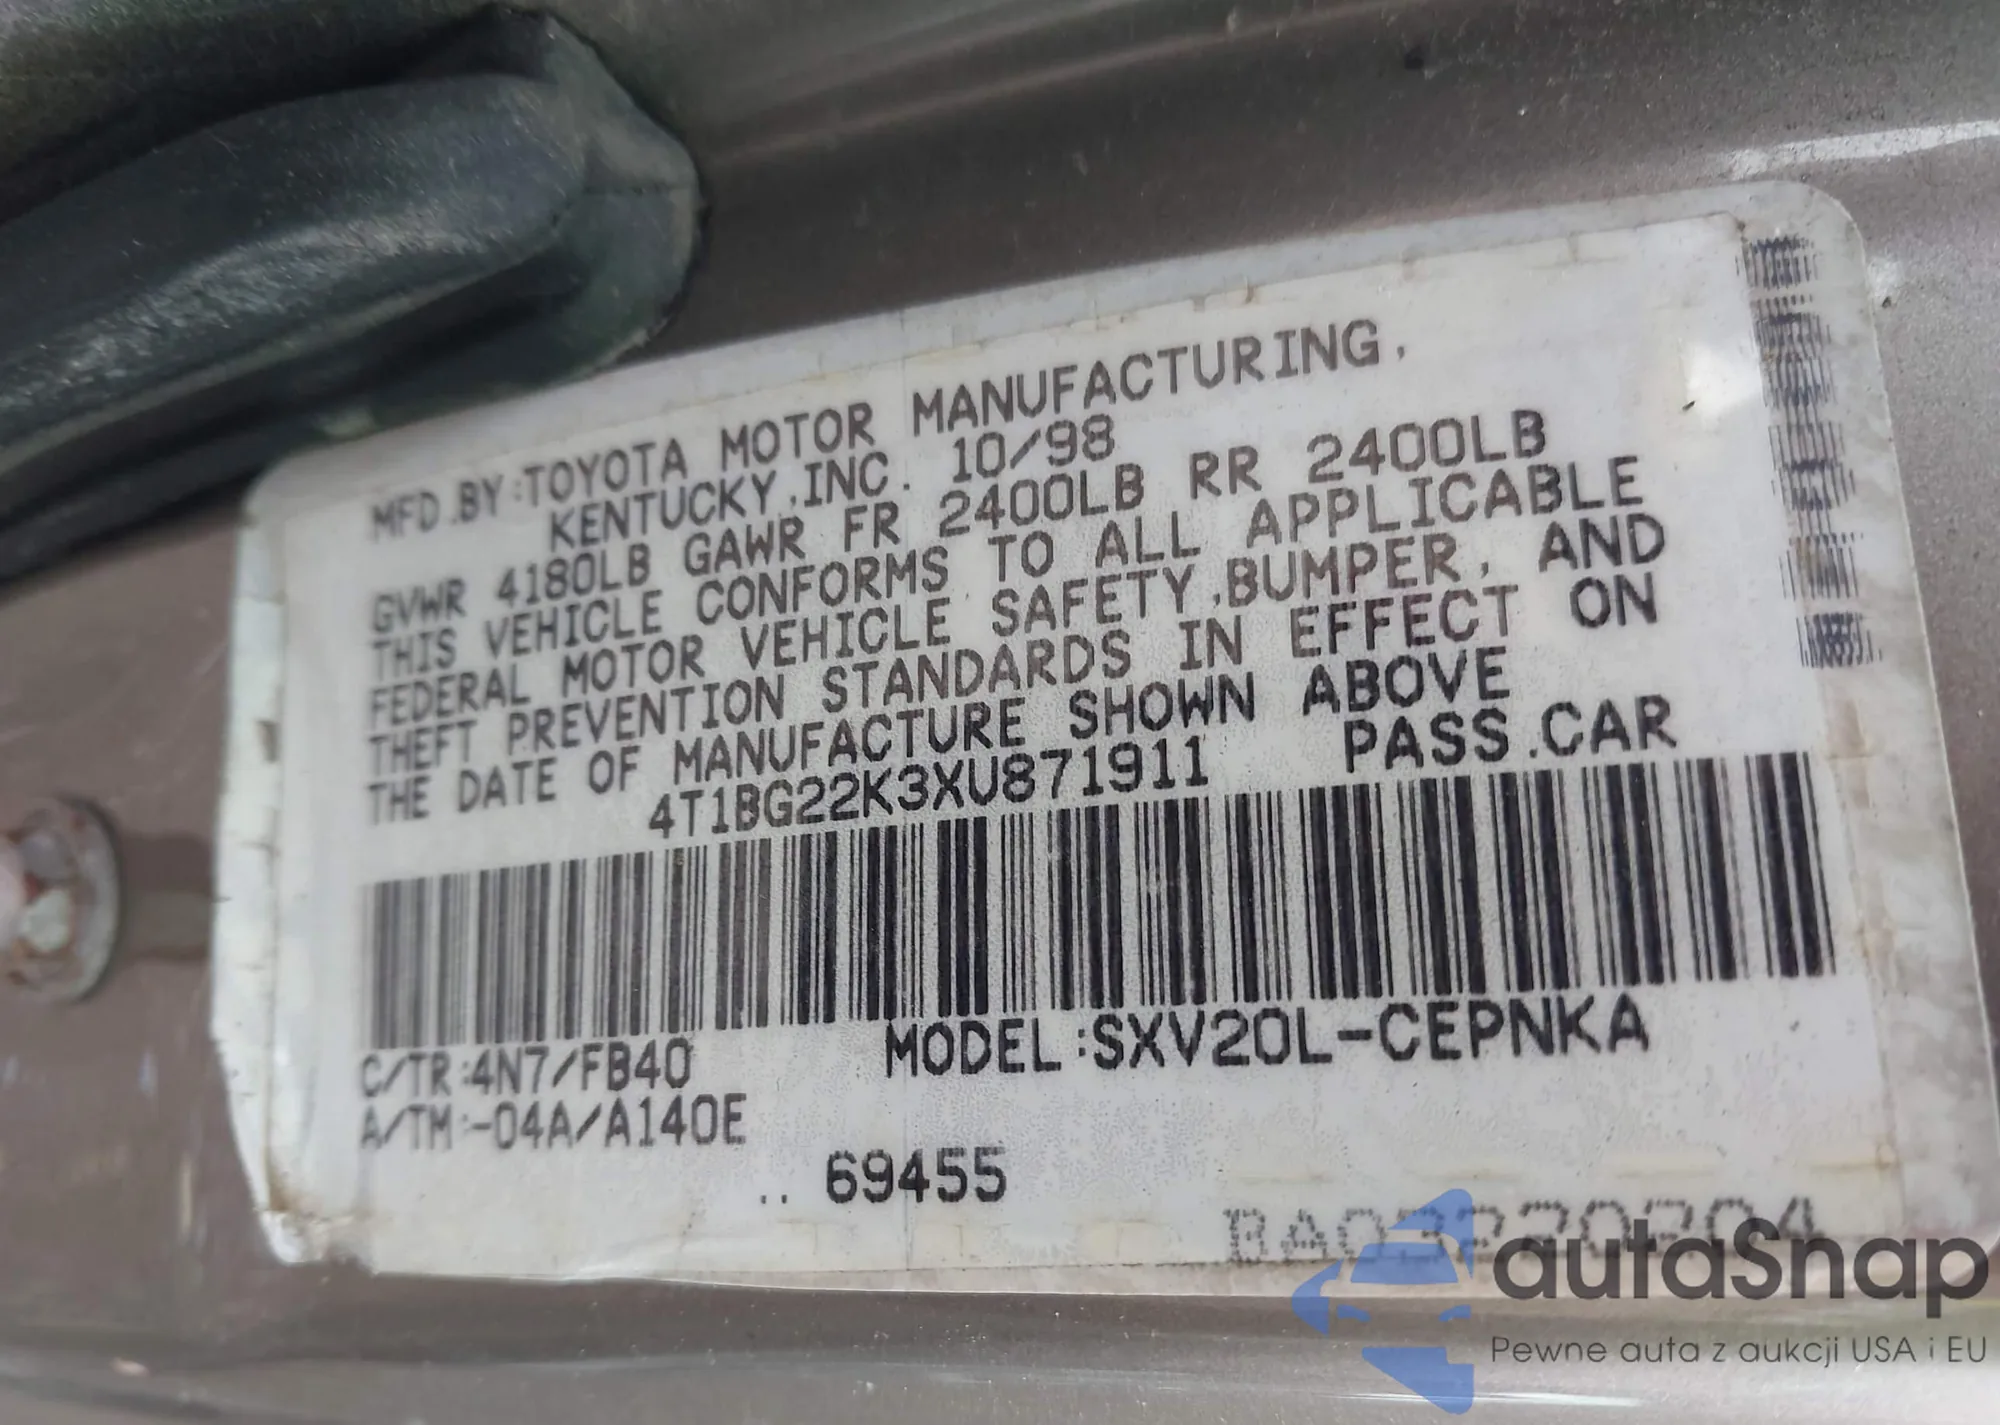 MFD.BY:TOYOTA MOTOR MANUFACTURING,
KENTUCKY,INC. 10/98
GVWR 4180LB GAWR FR 2400LB RR 2400LB
THIS VEHICLE CONFORMS TO ALL APPLICABLE
FEDERAL MOTOR VEHICLE SAFETY,BUMPER, AND
THEFT PREVENTION STANDARDS IN EFFECT ON
THE DATE OF MANUFACTURE SHOWN ABOVE
4T1BG22K3XU871911 PASS.CAR
C/TR:4N7/FB40 MODEL:SXV20L-CEPNKA
A/TM:-04A/A140E
.. 69455
autaSnap
Pewne auta z aukcji USA i EU